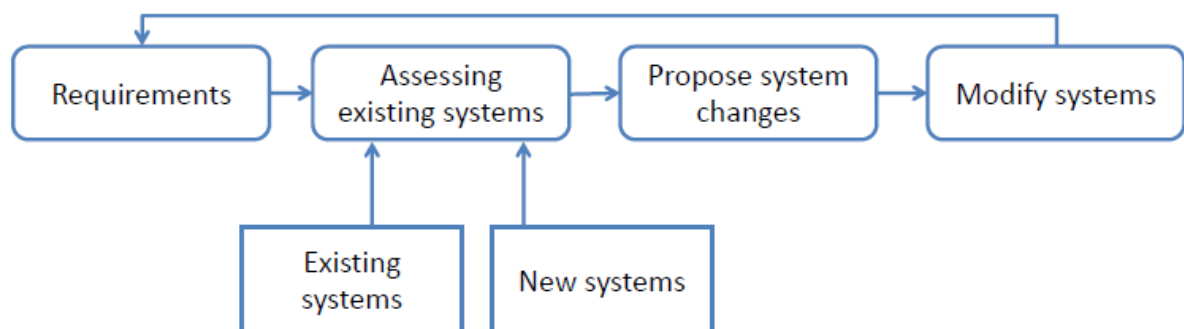 Requirements
Assessing
existing systems
Propose system
changes
Modify systems
Existing
systems
New systems